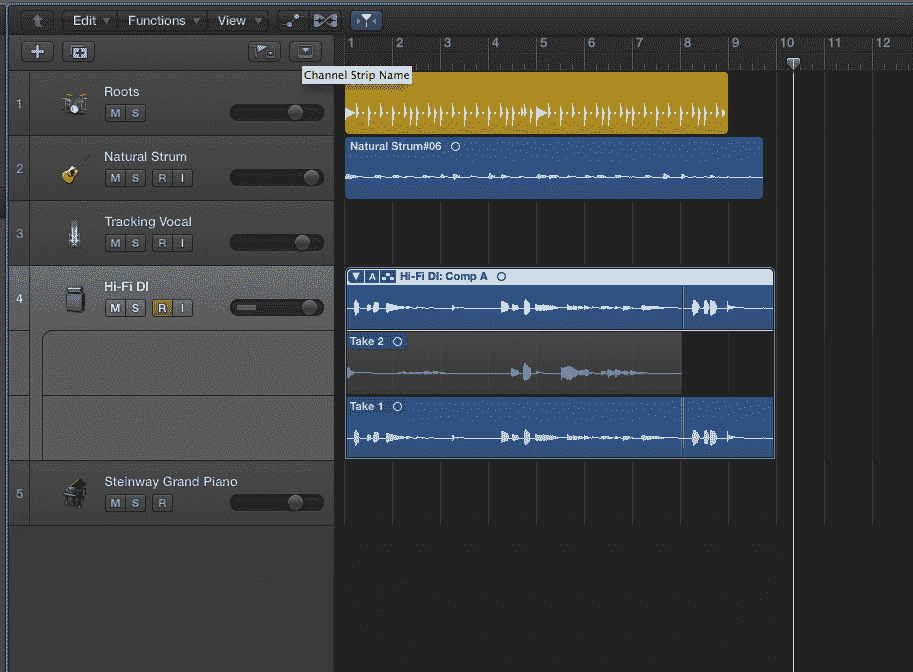 Edit Functions View
1 2 3 4 5 6 7 8 9 10 11 12
Channel Strip Name
1 Roots
M S
2 Natural Strum
M S R I
Natural Strum#06
3 Tracking Vocal
M S R I
4 Hi-Fi DI
M S R I
A Hi-Fi DI: Comp A
Take 2
Take 1
5 Steinway Grand Piano
M S R